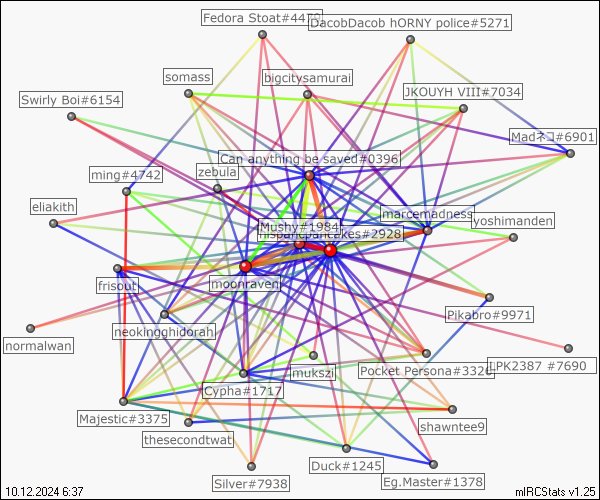 Fedora Stoat#4479
DacobDacob hORNY police#5271
somass
bigcitysamurai
Swirly Boi#6154
JKOUYH VIII#7034
Madネコ#6901
Can anything be saved#0396
ming#4742
zebula
eliakith
marcemadness
yoshimanden
Mushy#1984
#2928
moonraven
frisout
Pikabro#9971
neokingghidorah
normalwan
mukszi
Pocket Persona#3326
LPK2387 #7690
Cypha#1717
Majestic#3375
shawntee9
thesecondtwat
Duck#1245
Silver#7938
Eg.Master#1378
10.12.2024 6:37
mIRCStats v1.25